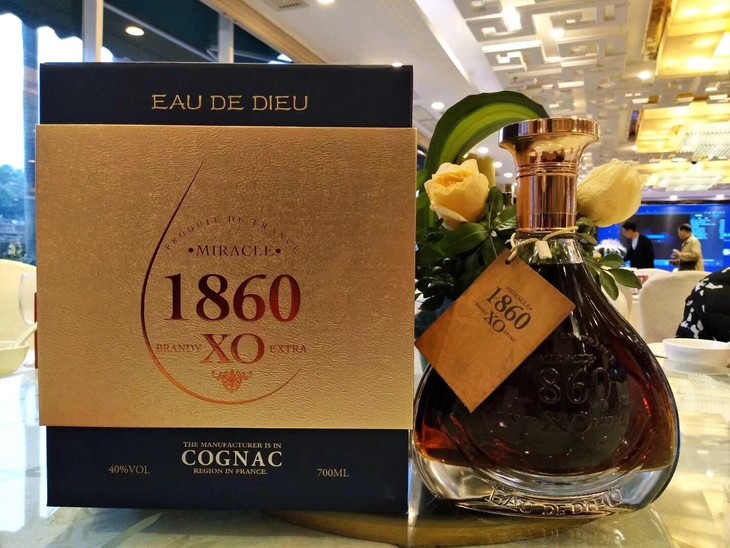 EAU DE DIEU
PRODUIT DE FRANCE
•MIRACLE•
1860
BRANDY XO EXTRA
THE MANUFACTURER IS IN
COGNAC
REGION IN FRANCE.
40%VOL
700ML
MIRACLE•
1860
XO
1860
XO
EAU DE DIEU